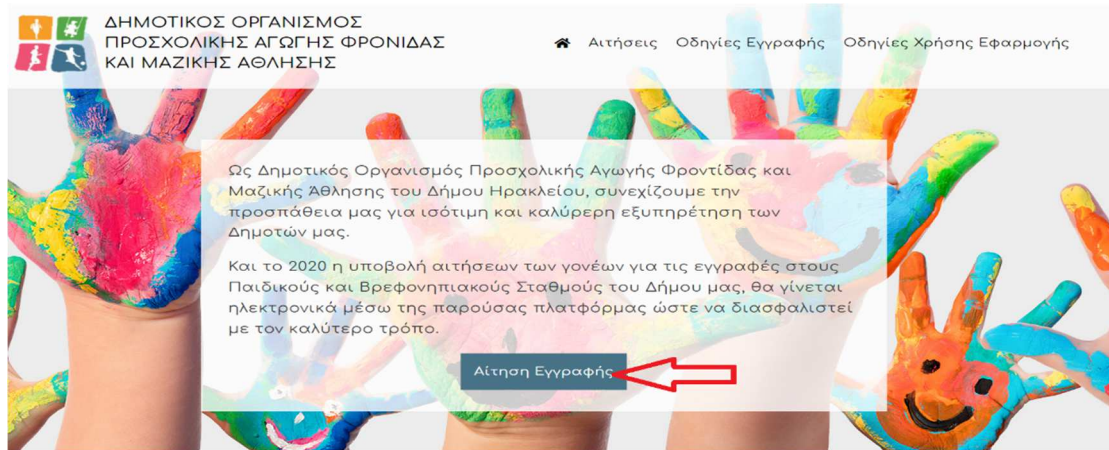 ΔΗΜΟΤΙΚΟΣ ΟΡΓΑΝΙΣΜΟΣ
ΠΡΟΣΧΟΛΙΚΗΣ ΑΓΩΓΗΣ ΦΡΟΝΙΔΑΣ
ΚΑΙ ΜΑΖΙΚΗΣ ΑΘΛΗΣΗΣ
Αιτήσεις Οδηγίες Εγγραφής Οδηγίες Χρήσης Εφαρμογής
Ως Δημοτικός Οργανισμός Προσχολικής Αγωγής Φροντίδας και
Μαζικής Άθλησης του Δήμου Ηρακλείου, συνεχίζουμε την
προσπάθεια μας για ισότιμη και καλύρερη εξυπηρέτηση των
Δημοτών μας.
Και το 2020 η υποβολή αιτήσεων των γονέων για τις εγγραφές στους
Παιδικούς και Βρεφονηπιακούς Σταθμούς του Δήμου μας, θα γίνεται
ηλεκτρονικά μέσω της παρούσας πλατφόρμας ώστε να διασφαλιστεί
με τον καλύτερο τρόπο.
Αίτηση Εγγραφής